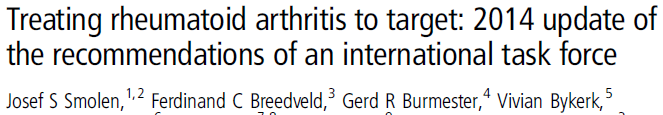 Treating rheumatoid arthritis to target: 2014 update of
the recommendations of an international task force
Josef S Smolen,1,2 Ferdinand C Breedveld,3 Gerd R Burmester,4 Vivian Bykerk,5